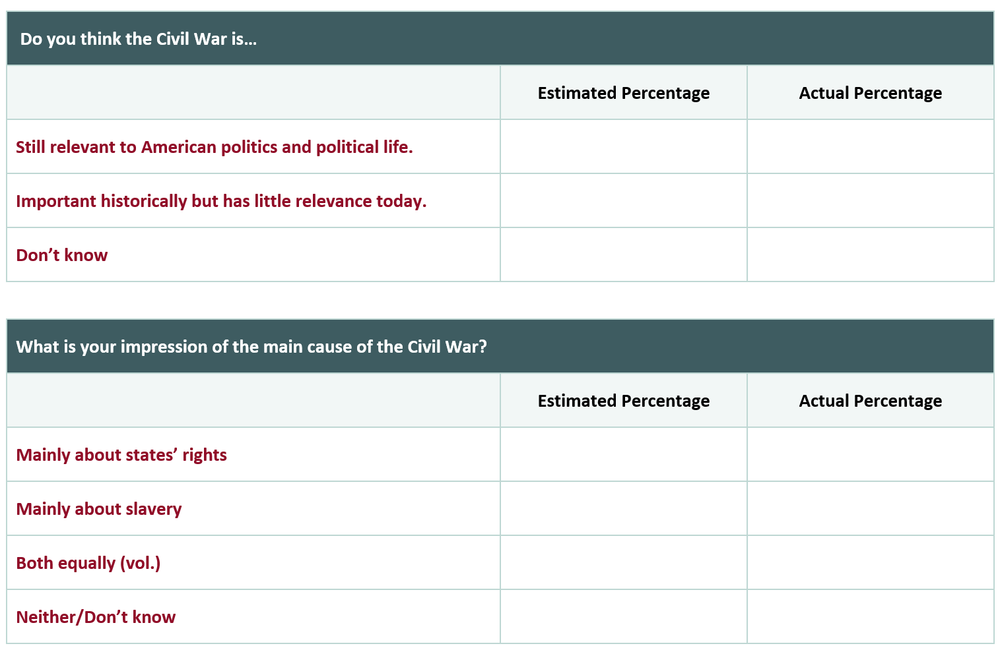 Do you think the Civil War is…
Estimated Percentage Actual Percentage
Still relevant to American politics and political life.
Important historically but has little relevance today.
Don’t know
What is your impression of the main cause of the Civil War?
Estimated Percentage Actual Percentage
Mainly about states’ rights
Mainly about slavery
Both equally (vol.)
Neither/Don’t know